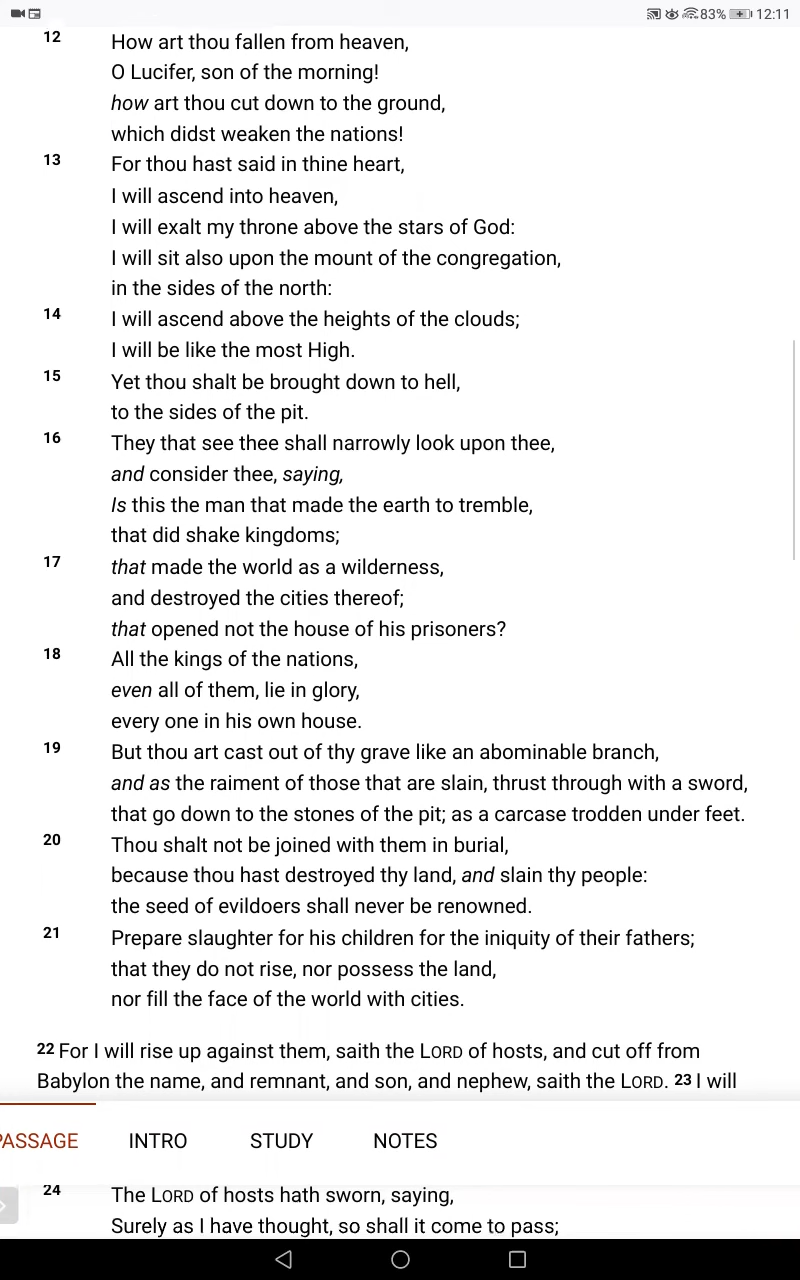 83% 12:11
12 How art thou fallen from heaven,
O Lucifer, son of the morning!
how art thou cut down to the ground,
which didst weaken the nations!
13 For thou hast said in thine heart,
I will ascend into heaven,
I will exalt my throne above the stars of God:
I will sit also upon the mount of the congregation,
in the sides of the north:
14 I will ascend above the heights of the clouds;
I will be like the most High.
15 Yet thou shalt be brought down to hell,
to the sides of the pit.
16 They that see thee shall narrowly look upon thee,
and consider thee, saying,
Is this the man that made the earth to tremble,
that did shake kingdoms;
17 that made the world as a wilderness,
and destroyed the cities thereof;
that opened not the house of his prisoners?
18 All the kings of the nations,
even all of them, lie in glory,
every one in his own house.
19 But thou art cast out of thy grave like an abominable branch,
and as the raiment of those that are slain, thrust through with a sword,
that go down to the stones of the pit; as a carcase trodden under feet.
20 Thou shalt not be joined with them in burial,
because thou hast destroyed thy land, and slain thy people:
the seed of evildoers shall never be renowned.
21 Prepare slaughter for his children for the iniquity of their fathers;
that they do not rise, nor possess the land,
nor fill the face of the world with cities.
22 For I will rise up against them, saith the LORD of hosts, and cut off from
Babylon the name, and remnant, and son, and nephew, saith the LORD. 23 I will
PASSAGE INTRO STUDY NOTES
24 The LORD of hosts hath sworn, saying,
Surely as I have thought, so shall it come to pass;